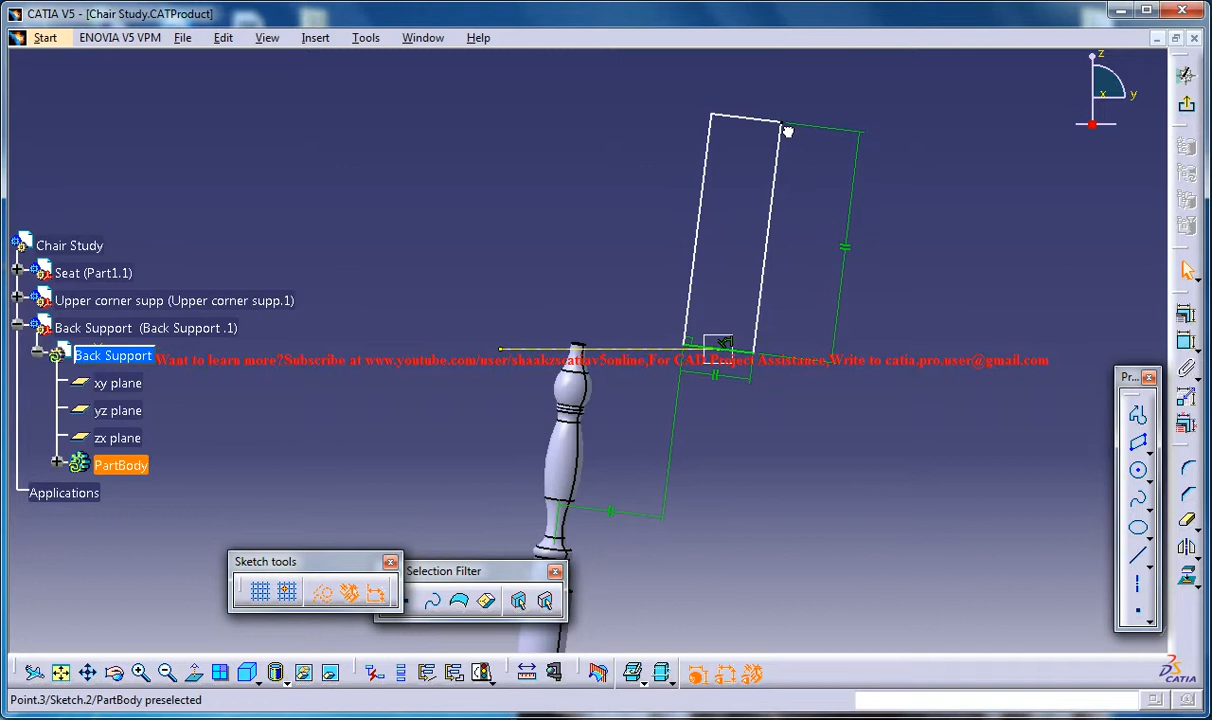 CATIA V5 - [Chair Study.CATProduct]
Start ENOVIA V5 VPM File Edit View Insert Tools Window Help
z
x y
Chair Study
Seat (Part1.1)
Upper corner supp (Upper corner supp.1)
Back Support (Back Support .1)
Back Support
Want to learn more?Subscribe at www.youtube.com/user/shaakzscativav5online,For CAD Project Assistance,Write to catia.pro.user@gmail.com
xy plane
yz plane
zx plane
PartBody
Applications
Pr...
Sketch tools
Selection Filter
CATIA
Point.3/Sketch.2/PartBody preselected